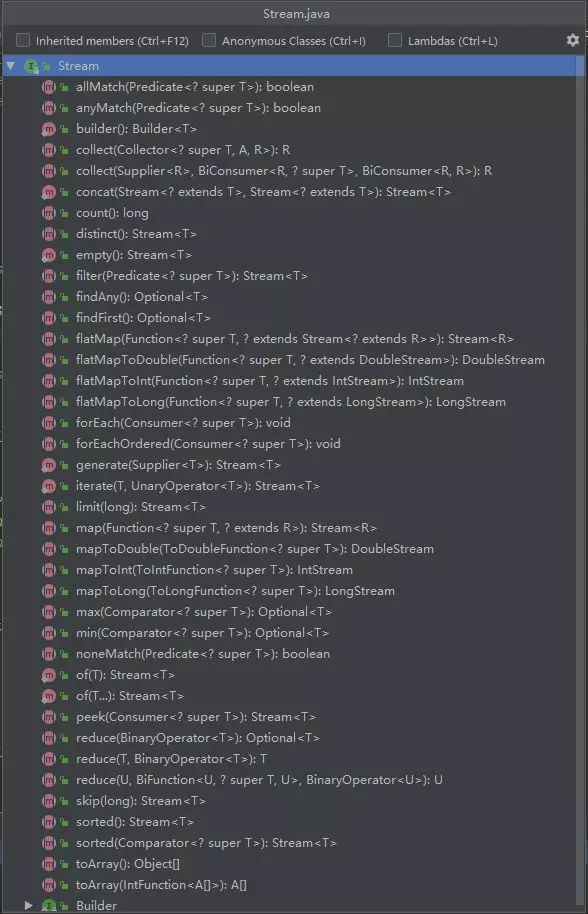 Stream.java
Inherited members (Ctrl+F12) Anonymous Classes (Ctrl+I) Lambdas (Ctrl+L)
Stream
allMatch(Predicate<? super T>): boolean
anyMatch(Predicate<? super T>): boolean
builder(): Builder<T>
collect(Collector<? super T, A, R>): R
collect(Supplier<R>, BiConsumer<R, ? super T>, BiConsumer<R, R>): R
concat(Stream<? extends T>, Stream<? extends T>): Stream<T>
count(): long
distinct(): Stream<T>
empty(): Stream<T>
filter(Predicate<? super T>): Stream<T>
findAny(): Optional<T>
findFirst(): Optional<T>
flatMap(Function<? super T, ? extends Stream<? extends R>>): Stream<R>
flatMapToDouble(Function<? super T, ? extends DoubleStream>): DoubleStream
flatMapToInt(Function<? super T, ? extends IntStream>): IntStream
flatMapToLong(Function<? super T, ? extends LongStream>): LongStream
forEach(Consumer<? super T>): void
forEachOrdered(Consumer<? super T>): void
generate(Supplier<T>): Stream<T>
iterate(T, UnaryOperator<T>): Stream<T>
limit(long): Stream<T>
map(Function<? super T, ? extends R>): Stream<R>
mapToDouble(ToDoubleFunction<? super T>): DoubleStream
mapToInt(ToIntFunction<? super T>): IntStream
mapToLong(ToLongFunction<? super T>): LongStream
max(Comparator<? super T>): Optional<T>
min(Comparator<? super T>): Optional<T>
noneMatch(Predicate<? super T>): boolean
of(T): Stream<T>
of(T...): Stream<T>
peek(Consumer<? super T>): Stream<T>
reduce(BinaryOperator<T>): Optional<T>
reduce(T, BinaryOperator<T>): T
reduce(U, BiFunction<U, ? super T, U>, BinaryOperator<U>): U
skip(long): Stream<T>
sorted(): Stream<T>
sorted(Comparator<? super T>): Stream<T>
toArray(): Object[]
toArray(IntFunction<A[]>): A[]
Builder